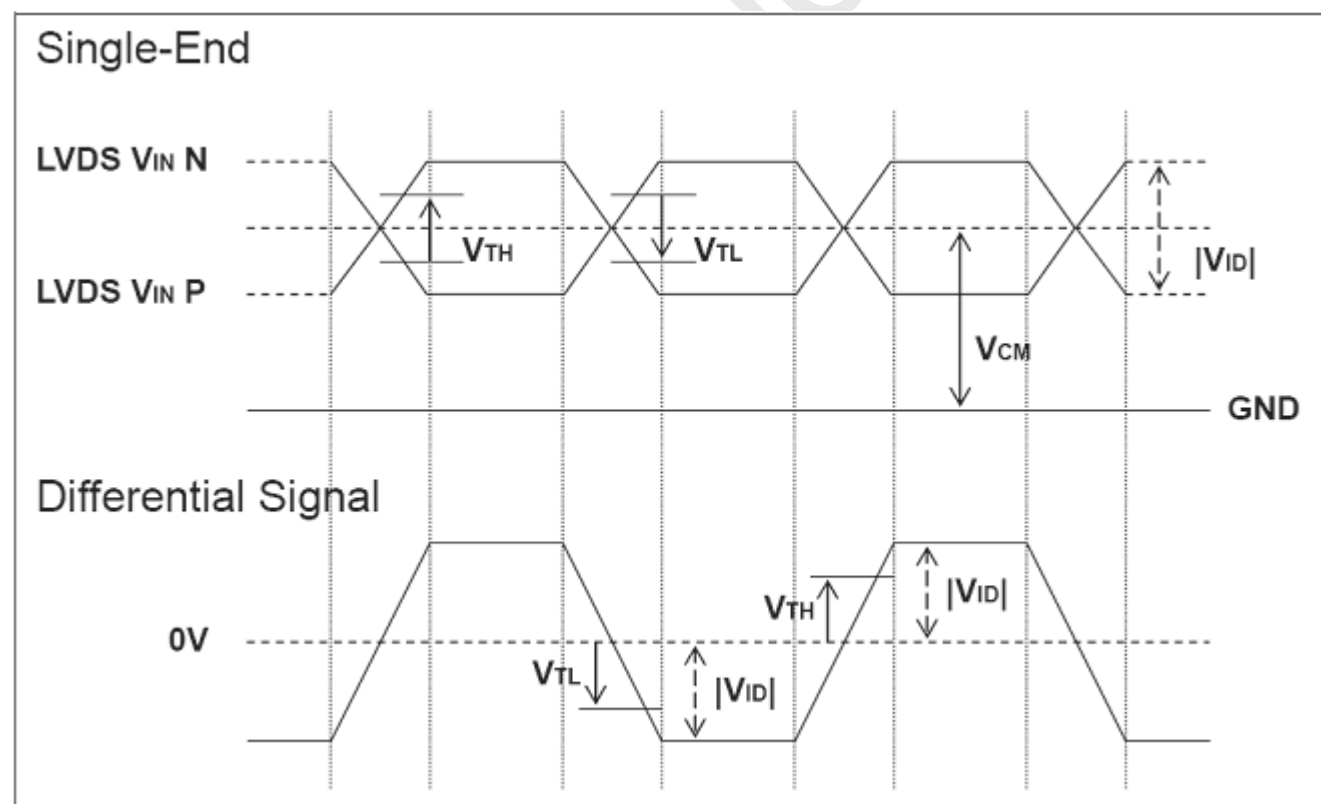 Single-End
LVDS VIN N
VTH
VTL
|VID|
LVDS VIN P
VCM
GND
Differential Signal
VTH
|VID|
0V
VTL
|VID|